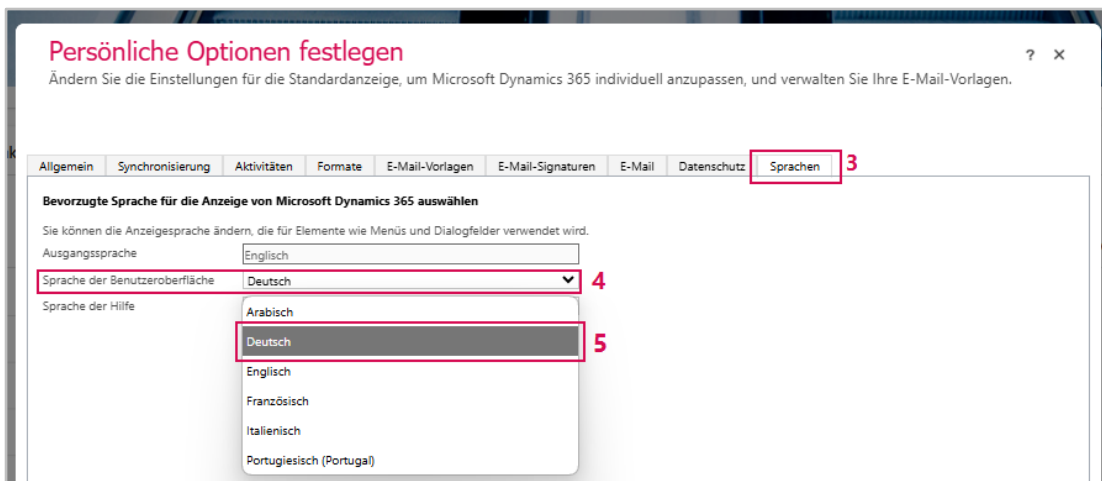 Persönliche Optionen festlegen
? ×
Ändern Sie die Einstellungen für die Standardanzeige, um Microsoft Dynamics 365 individuell anzupassen, und verwalten Sie Ihre E-Mail-Vorlagen.
Allgemein Synchronisierung Aktivitäten Formate E-Mail-Vorlagen E-Mail-Signaturen E-Mail Datenschutz Sprachen 3
Bevorzugte Sprache für die Anzeige von Microsoft Dynamics 365 auswählen
Sie können die Anzeigesprache ändern, die für Elemente wie Menüs und Dialogfelder verwendet wird.
Ausgangssprache Englisch
Sprache der Benutzeroberfläche Deutsch 4
Sprache der Hilfe
Arabisch
Deutsch 5
Englisch
Französisch
Italienisch
Portugiesisch (Portugal)